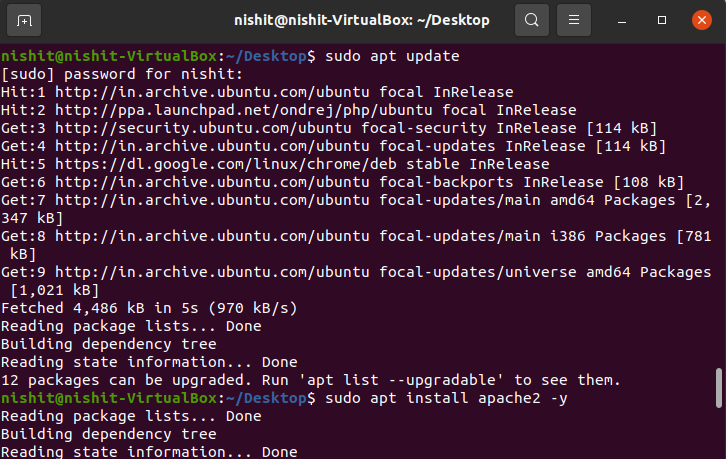 nishit@nishit-VirtualBox: ~/Desktop
nishit@nishit-VirtualBox:~/Desktop$ sudo apt update
[sudo] password for nishit:
Hit:1 http://in.archive.ubuntu.com/ubuntu focal InRelease
Hit:2 http://ppa.launchpad.net/ondrej/php/ubuntu focal InRelease
Get:3 http://security.ubuntu.com/ubuntu focal-security InRelease [114 kB]
Get:4 http://in.archive.ubuntu.com/ubuntu focal-updates InRelease [114 kB]
Hit:5 https://dl.google.com/linux/chrome/deb stable InRelease
Get:6 http://in.archive.ubuntu.com/ubuntu focal-backports InRelease [108 kB]
Get:7 http://in.archive.ubuntu.com/ubuntu focal-updates/main amd64 Packages [2,
347 kB]
Get:8 http://in.archive.ubuntu.com/ubuntu focal-updates/main i386 Packages [781
 kB]
Get:9 http://in.archive.ubuntu.com/ubuntu focal-updates/universe amd64 Packages
 [1,021 kB]
Fetched 4,486 kB in 5s (970 kB/s)
Reading package lists... Done
Building dependency tree
Reading state information... Done
12 packages can be upgraded. Run 'apt list --upgradable' to see them.
nishit@nishit-VirtualBox:~/Desktop$ sudo apt install apache2 -y
Reading package lists... Done
Building dependency tree
Reading state information... Done